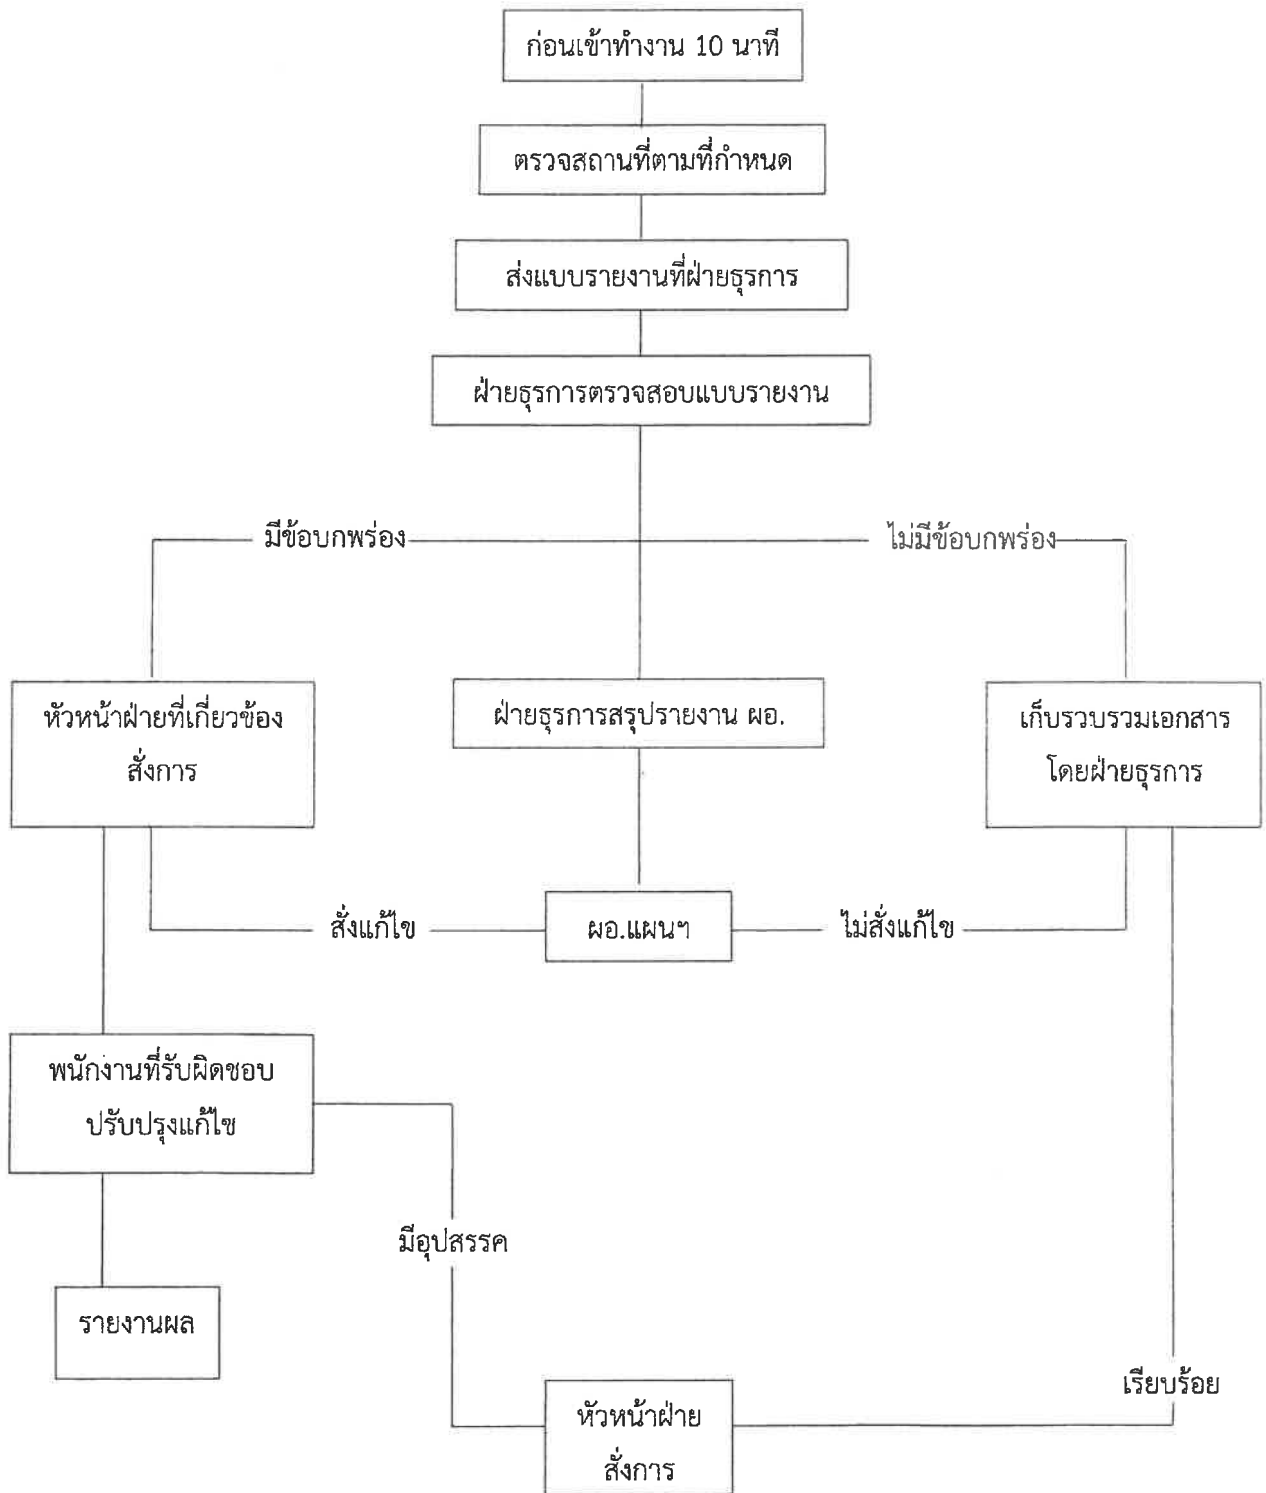 ก่อนเข้าทำงาน 10 นาที
ตรวจสถานที่ตามที่กำหนด
ส่งแบบรายงานที่ฝ่ายธุรการ
ฝ่ายธุรการตรวจสอบแบบรายงาน
มีข้อบกพร่อง
ไม่มีข้อบกพร่อง
หัวหน้าฝ่ายที่เกี่ยวข้อง
สั่งการ
ฝ่ายธุรการสรุปรายงาน ผอ.
เก็บรวบรวมเอกสาร
โดยฝ่ายธุรการ
สั่งแก้ไข
ผอ.แผนฯ
ไม่สั่งแก้ไข
พนักงานที่รับผิดชอบ
ปรับปรุงแก้ไข
มีอุปสรรค
รายงานผล
เรียบร้อย
หัวหน้าฝ่าย
สั่งการ